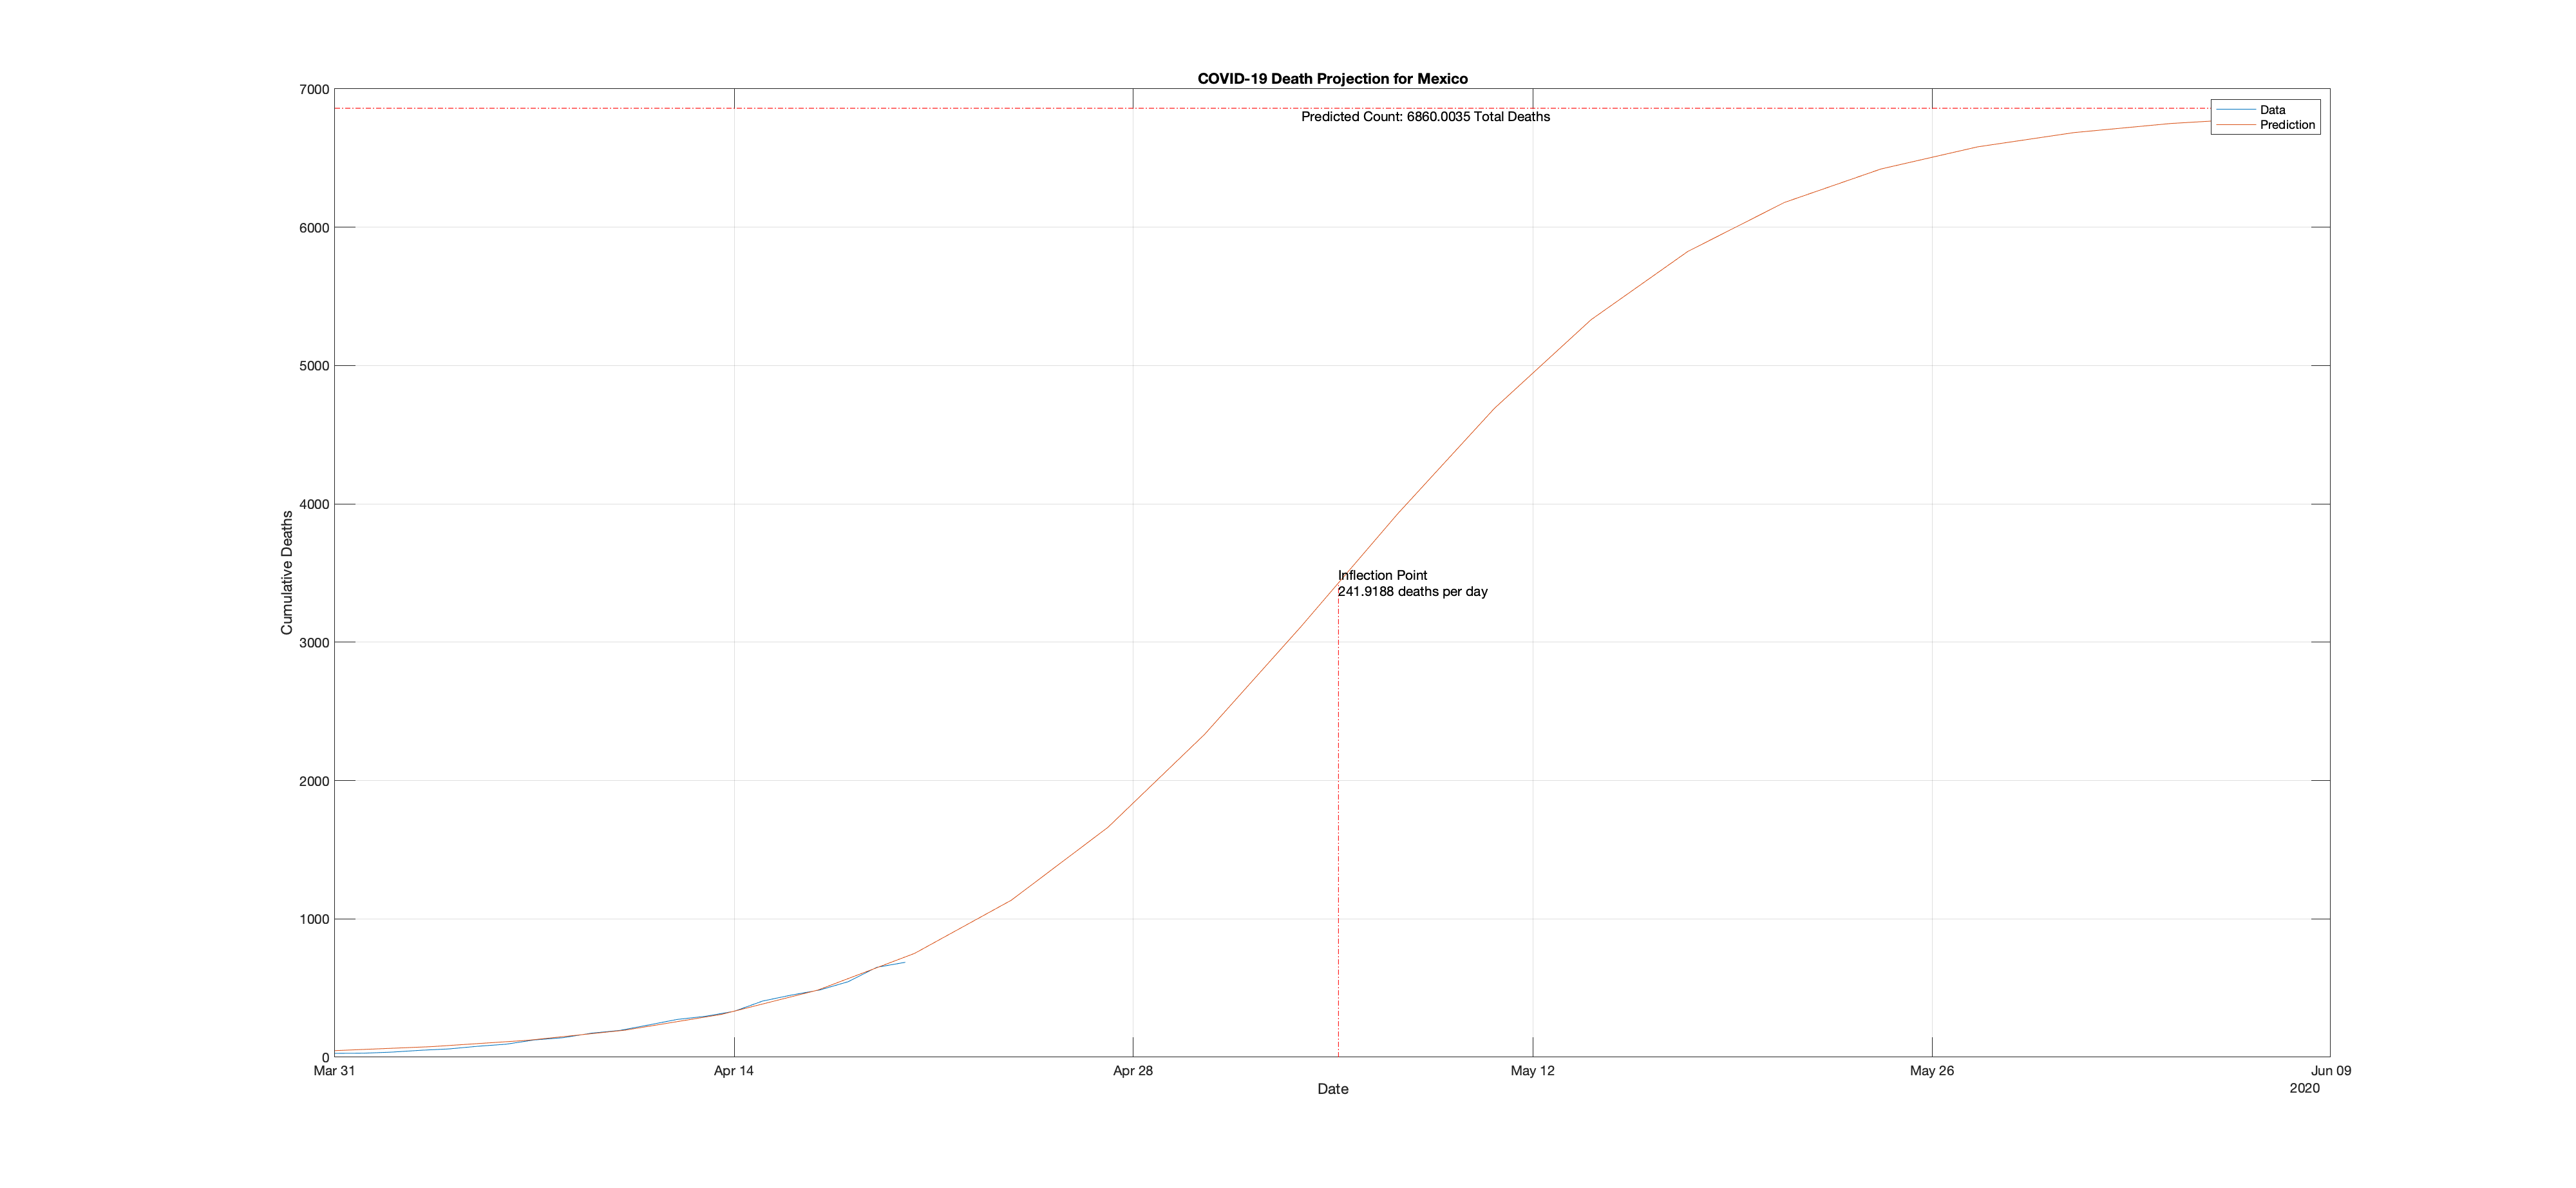 COVID-19 Death Projection for Mexico
7000
Predicted Count: 6860.0035 Total Deaths
Data
Prediction
6000
5000
4000
Cumulative Deaths
Inflection Point
241.9188 deaths per day
3000
2000
1000
0
Mar 31
Apr 14
Apr 28
May 12
May 26
Jun 09
Date
2020